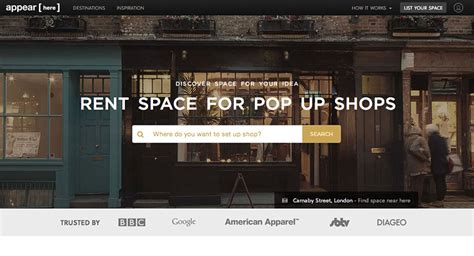 appear [here]
DESTINATIONS
INSPIRATION
HOW IT WORKS
LIST YOUR SPACE
DISCOVER SPACE FOR YOUR IDEA
RENT SPACE FOR POP UP SHOPS
Where do you want to set up shop?
SEARCH
Carnaby Street, London - Find space near here
TRUSTED BY
BBC
Google
American Apparel™
sbtv
DIAGEO